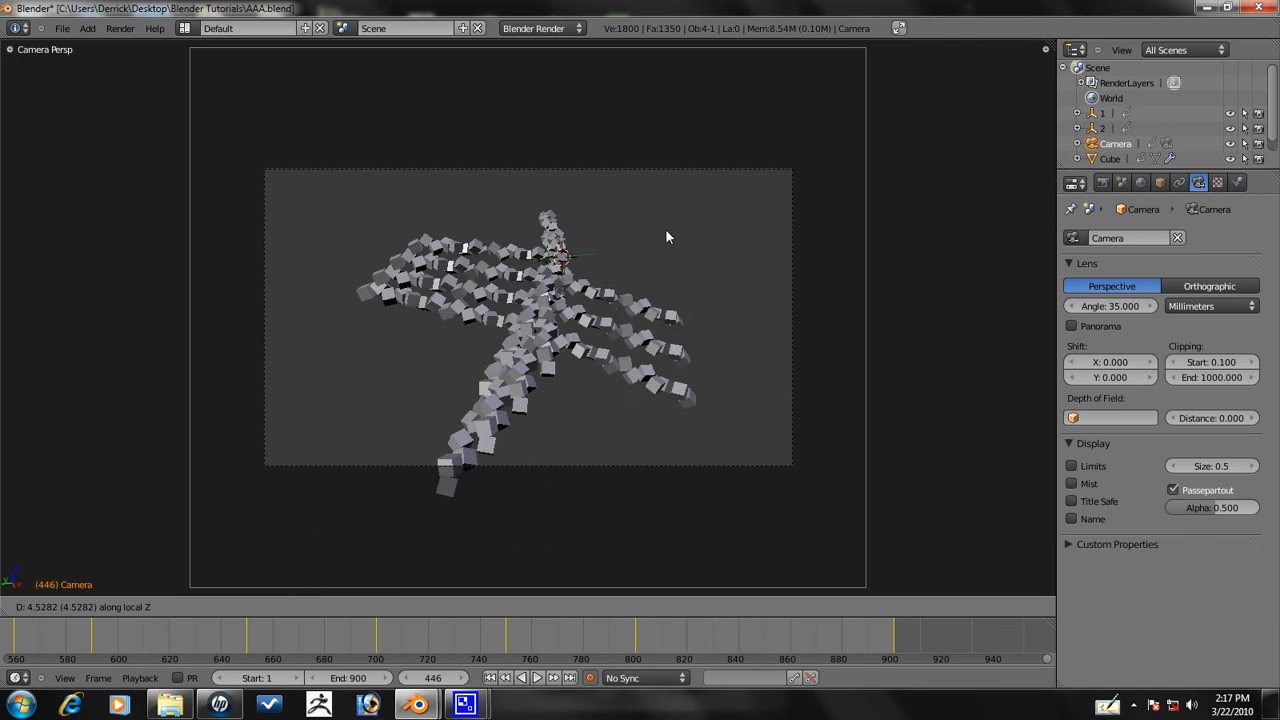 Blender* [C:\Users\Derrick\Desktop\Blender Tutorials\AAA.blend]
File Add Render Help Default Scene Blender Render Ve:1800 | Fa:1350 | Ob:4-1 | La:0 | Mem:8.54M (0.10M) | Camera
Camera Persp
View All Scenes
Scene
RenderLayers
World
1
2
Camera
Cube
Camera Camera
Camera
Lens
Perspective Orthographic
Angle: 35.000 Millimeters
Panorama
Shift: Clipping:
X: 0.000 Start: 0.100
Y: 0.000 End: 1000.000
Depth of Field:
Distance: 0.000
Display
Limits Size: 0.5
Mist Passepartout
Title Safe Alpha: 0.500
Name
Custom Properties
(446) Camera
D: 4.5282 (4.5282) along local Z
560 580 600 620 640 660 680 700 720 740 760 780 800 820 840 860 880 900 920 940
View Frame Playback PR Start: 1 End: 900 446 No Sync
2:17 PM
3/22/2010